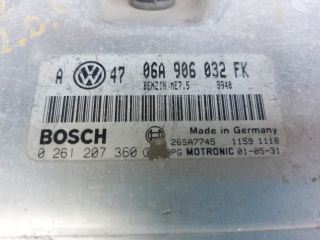 A 47 06A 906 032 FK
BENZIN ME7.5 3940
BOSCH
Made in Germany
26SA7745 1159 1118
0 261 207 360 MOTRONIC 01-05-31